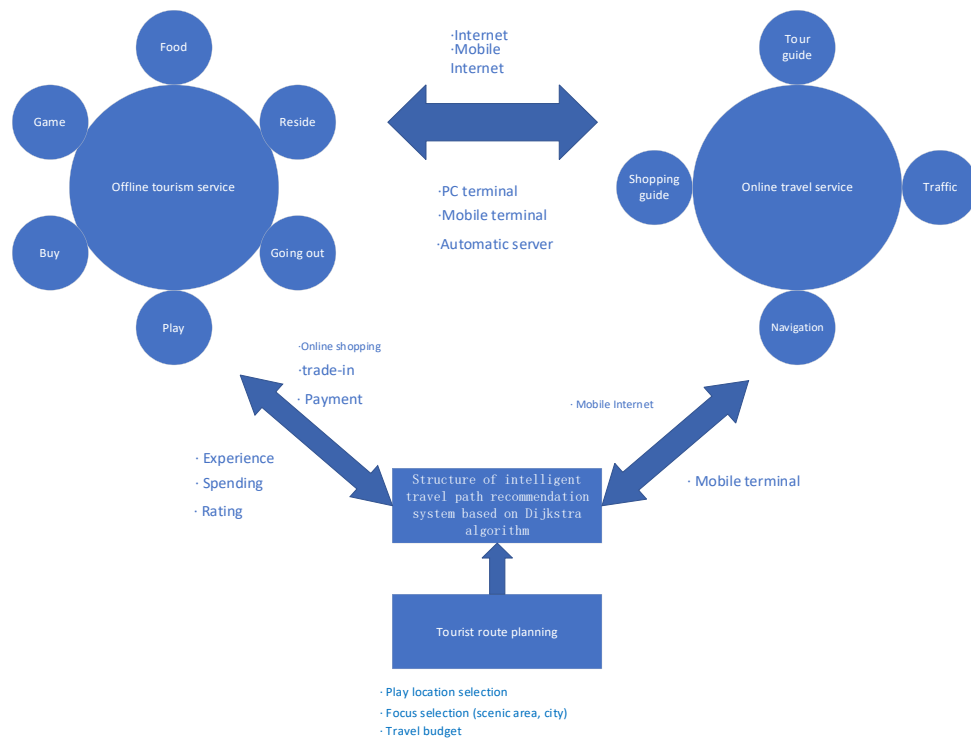 Food
Game
Reside
Offline tourism service
Buy
Going out
Play
·Internet
·Mobile
Internet
·PC terminal
·Mobile terminal
·Automatic server
Tour
guide
Shopping
guide
Online travel service
Traffic
Navigation
·Online shopping
·trade-in
· Payment
· Experience
· Spending
· Rating
· Mobile Internet
· Mobile terminal
Structure of intelligent
travel path recommendation
system based on Dijkstra
algorithm
Tourist route planning
· Play location selection
· Focus selection (scenic area, city)
· Travel budget